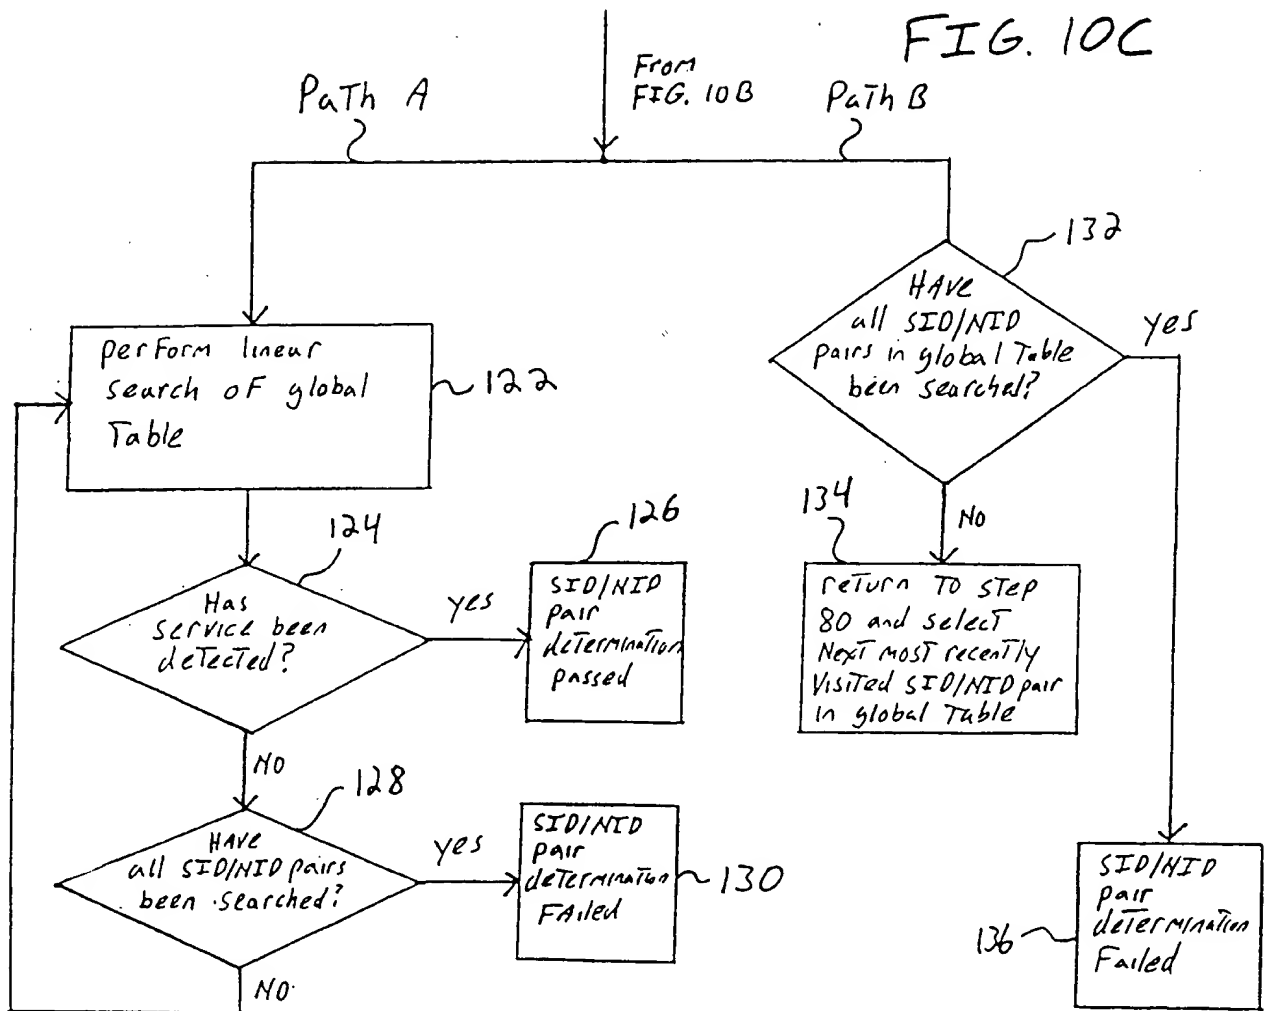 FIG. 10C
From
FIG. 10B
Path A
Path B
132
HAVE
all SID/NID
pairs in global Table
been searched?
yes
perform linear
search of global
Table
122
NO
134
return to step
80 and select
Next most recently
Visited SID/NID pair
in global Table
124
Has
service been
detected?
yes
126
SID/NID
pair
determination
passed
NO
128
HAVE
all SID/NID pairs
been searched?
yes
SID/NID
pair
determination
FAiled
130
NO
136
SID/NID
pair
determination
Failed